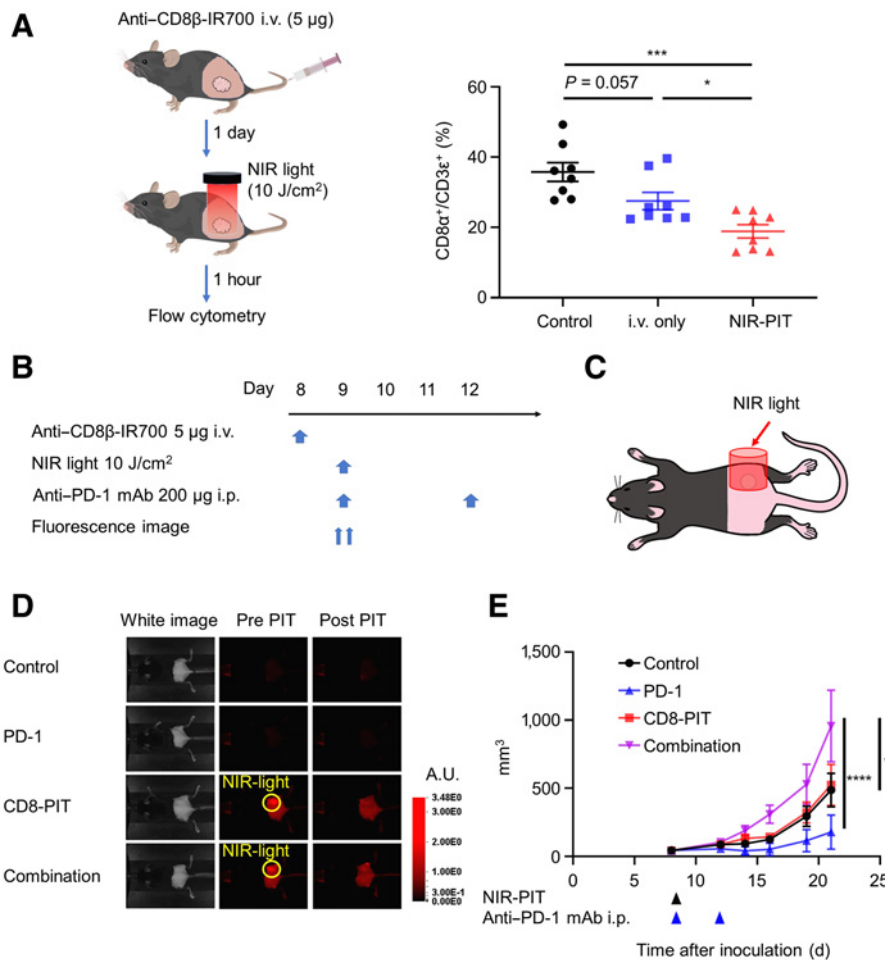 A
Anti–CD8β-IR700 i.v. (5 µg)
1 day
NIR light
(10 J/cm²)
1 hour
Flow cytometry
***
P = 0.057
*
CD8α⁺/CD3ε⁺ (%)
60
40
20
0
Control
i.v. only
NIR-PIT
B
Day 8 9 10 11 12
Anti–CD8β-IR700 5 µg i.v.
NIR light 10 J/cm²
Anti–PD-1 mAb 200 µg i.p.
Fluorescence image
C
NIR light
D
White image Pre PIT Post PIT
Control
PD-1
CD8-PIT
NIR-light
Combination
NIR-light
A.U.
3.48E0
3.00E0
1.00E0
3.00E-1
0.00E0
E
1,500
1,000
500
0
mm³
Control
PD-1
CD8-PIT
Combination
****
0 5 10 15 20 25
NIR-PIT
Anti–PD-1 mAb i.p.
Time after inoculation (d)